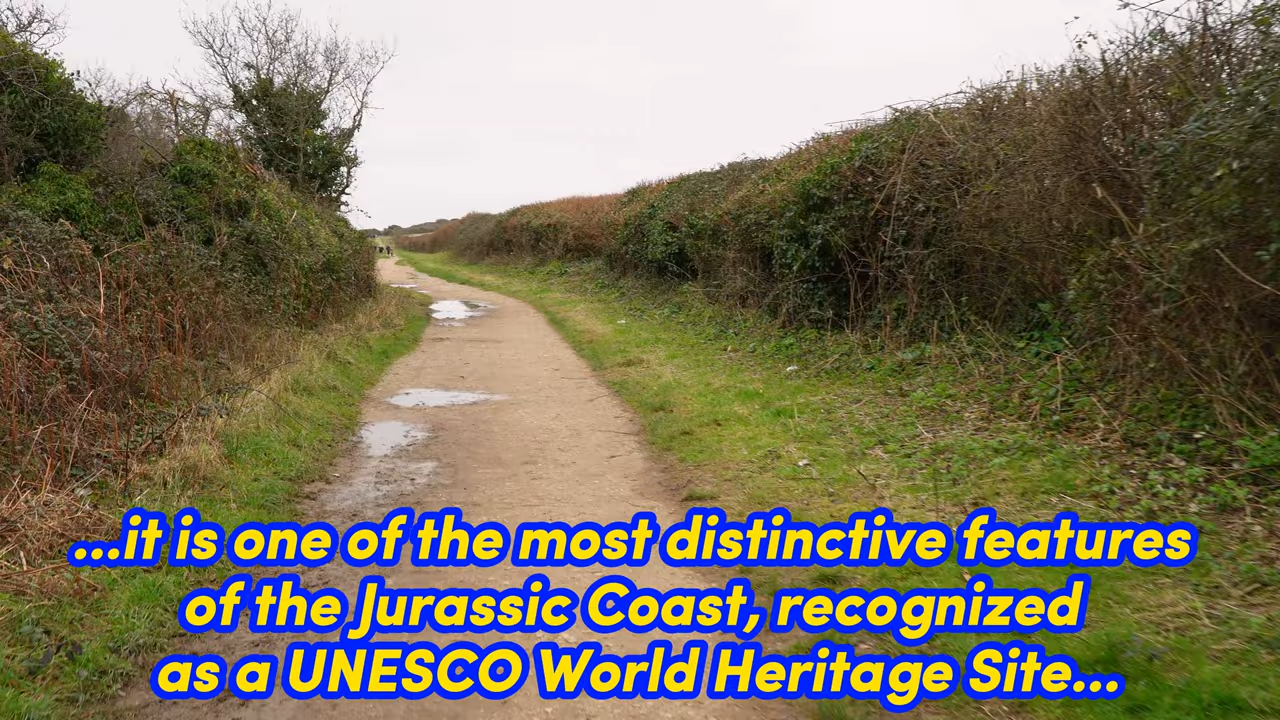 ...it is one of the most distinctive features
of the Jurassic Coast, recognized
as a UNESCO World Heritage Site...